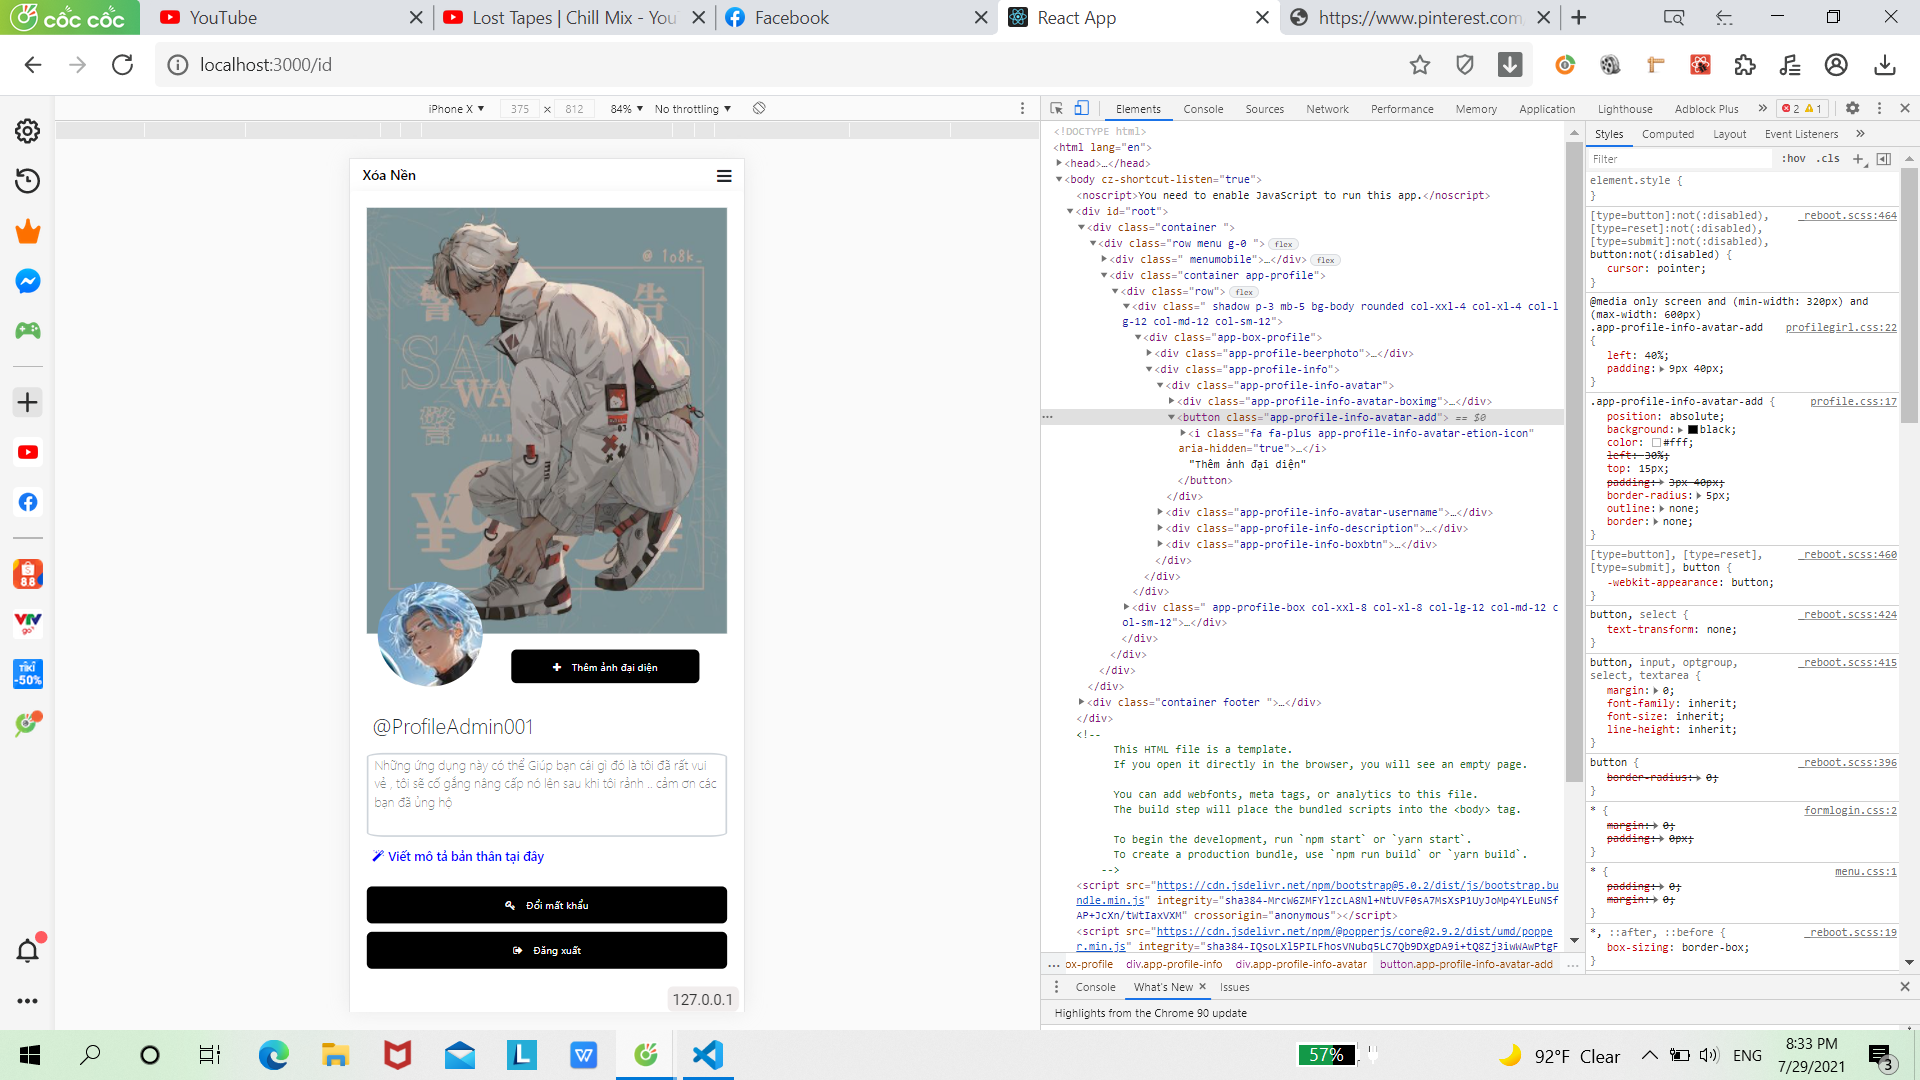 cốc cốc
YouTube
Lost Tapes | Chill Mix - You
Facebook
React App
https://www.pinterest.com
localhost:3000/id
iPhone X 375 × 812 84% No throttling
Elements Console Sources Network Performance Memory Application Lighthouse Adblock Plus 2 1
Xóa Nền
@ 1o8k_
Thêm ảnh đại diện
@ProfileAdmin001
Những ứng dụng này có thể Giúp bạn cái gì đó là tôi đã rất vui
vẻ , tôi sẽ cố gắng nâng cấp nó lên sau khi tôi rảnh .. cảm ơn các
bạn đã ủng hộ
Viết mô tả bản thân tại đây
Đổi mất khẩu
Đăng xuất
127.0.0.1
8.8
VTV
go
TIKI
-50%
<!DOCTYPE html>
<html lang="en">
<head>…</head>
<body cz-shortcut-listen="true">
<noscript>You need to enable JavaScript to run this app.</noscript>
<div id="root">
<div class="container ">
<div class="row menu g-0 "> flex
<div class=" menumobile">…</div> flex
<div class="container app-profile">
<div class="row"> flex
<div class=" shadow p-3 mb-5 bg-body rounded col-xxl-4 col-xl-4 col-l
g-12 col-md-12 col-sm-12">
<div class="app-box-profile">
<div class="app-profile-beerphoto">…</div>
<div class="app-profile-info">
<div class="app-profile-info-avatar">
<div class="app-profile-info-avatar-boximg">…</div>
<button class="app-profile-info-avatar-add"> == $0
<i class="fa fa-plus app-profile-info-avatar-etion-icon"
aria-hidden="true">…</i>
"Thêm ảnh đại diện"
</button>
</div>
<div class="app-profile-info-avatar-username">…</div>
<div class="app-profile-info-description">…</div>
<div class="app-profile-info-boxbtn">…</div>
</div>
</div>
</div>
<div class=" app-profile-box col-xxl-8 col-xl-8 col-lg-12 col-md-12 c
ol-sm-12">…</div>
</div>
</div>
</div>
</div>
<div class="container footer ">…</div>
</div>
<!--
This HTML file is a template.
If you open it directly in the browser, you will see an empty page.
You can add webfonts, meta tags, or analytics to this file.
The build step will place the bundled scripts into the <body> tag.
To begin the development, run `npm start` or `yarn start`.
To create a production bundle, use `npm run build` or `yarn build`.
-->
<script src="https://cdn.jsdelivr.net/npm/bootstrap@5.0.2/dist/js/bootstrap.bu
ndle.min.js" integrity="sha384-MrcW6ZMFYlzcLA8Nl+NtUVF0sA7MsXsP1UyJoMp4YLEuNSf
AP+JcXn/tWtIaxVXM" crossorigin="anonymous"></script>
<script src="https://cdn.jsdelivr.net/npm/@popperjs/core@2.9.2/dist/umd/poppe
r.min.js" integrity="sha384-IQsoLXl5PILFhosVNubq5LC7Qb9DXgDA9i+tQ8Zj3iwWAwPtgF
… ox-profile div.app-profile-info div.app-profile-info-avatar button.app-profile-info-avatar-add …
Styles Computed Layout Event Listeners
Filter :hov .cls
element.style {
}
[type=button]:not(:disabled), _reboot.scss:464
[type=reset]:not(:disabled),
[type=submit]:not(:disabled),
button:not(:disabled) {
cursor: pointer;
}
@media only screen and (min-width: 320px) and
(max-width: 600px)
.app-profile-info-avatar-add profilegirl.css:22
{
left: 40%;
padding: 9px 40px;
}
.app-profile-info-avatar-add { profile.css:17
position: absolute;
background: black;
color: #fff;
left: 30%;
top: 15px;
padding: 3px 40px;
border-radius: 5px;
outline: none;
border: none;
}
[type=button], [type=reset], _reboot.scss:460
[type=submit], button {
-webkit-appearance: button;
}
button, select { _reboot.scss:424
text-transform: none;
}
button, input, optgroup, _reboot.scss:415
select, textarea {
margin: 0;
font-family: inherit;
font-size: inherit;
line-height: inherit;
}
button { _reboot.scss:396
border-radius: 0;
}
* { formlogin.css:2
margin: 0;
padding: 0px;
}
* { menu.css:1
padding: 0;
margin: 0;
}
*, ::after, ::before { _reboot.scss:19
box-sizing: border-box;
}
Console What's New Issues
Highlights from the Chrome 90 update
57%
92°F Clear
ENG
8:33 PM
7/29/2021
3